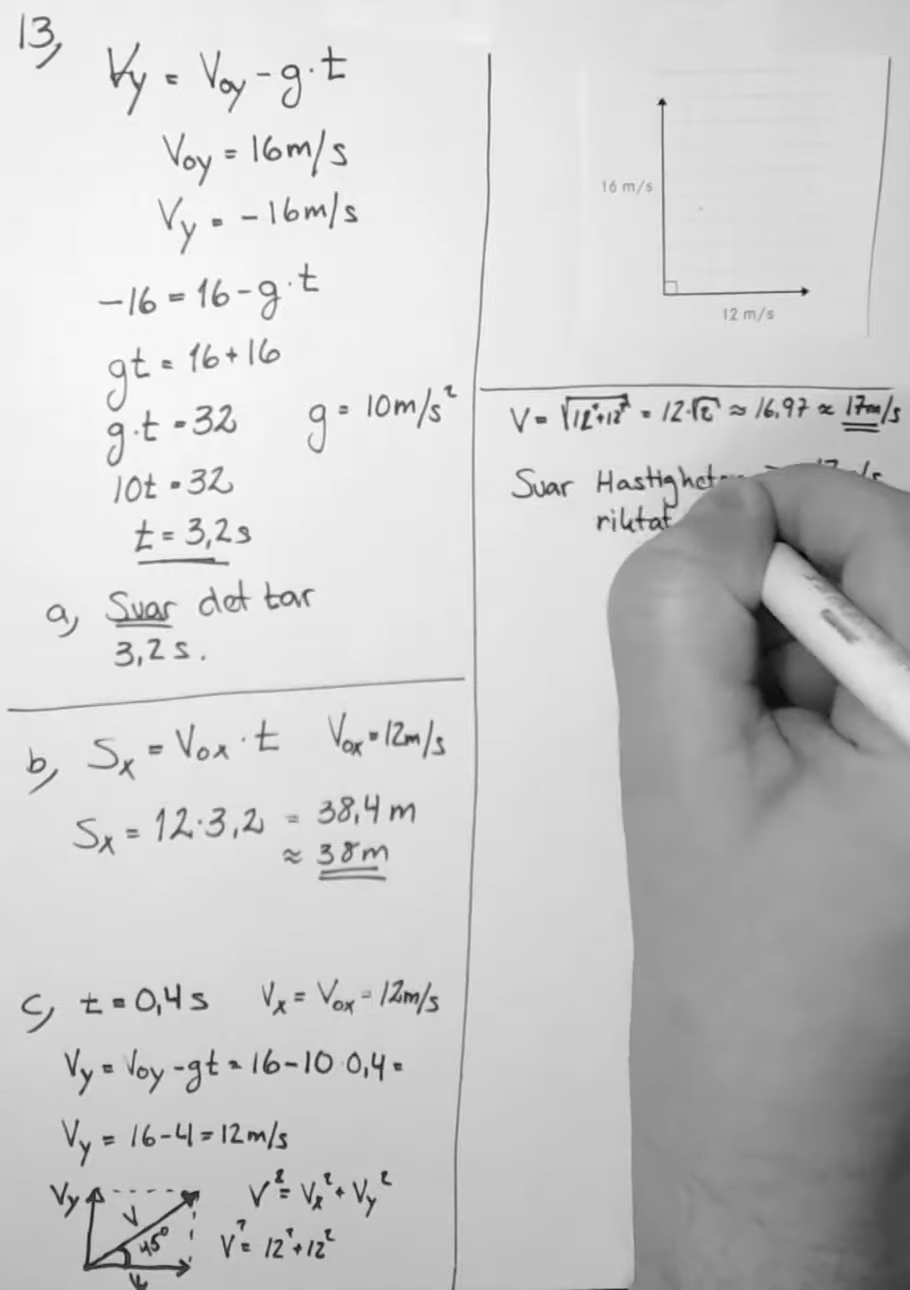 13,
Vy = Voy - g·t
Voy = 16m/s
Vy = -16m/s
-16 = 16 - g·t
gt = 16+16
g·t = 32 g = 10m/s²
10t = 32
t = 3,2s
a, Svar det tar
3,2 s.
b, Sx = Vox · t Vox = 12m/s
Sx = 12·3,2 = 38,4 m
≈ 38m
c, t = 0,4 s Vx = Vox = 12m/s
Vy = Voy - gt = 16 - 10·0,4 =
Vy = 16-4 = 12m/s
Vy V 45°
V² = Vx² + Vy²
V² = 12² + 12²
16 m/s
12 m/s
V = √12²+12² = 12·√2 ≈ 16,97 ≈ 17m/s
Svar
riktat